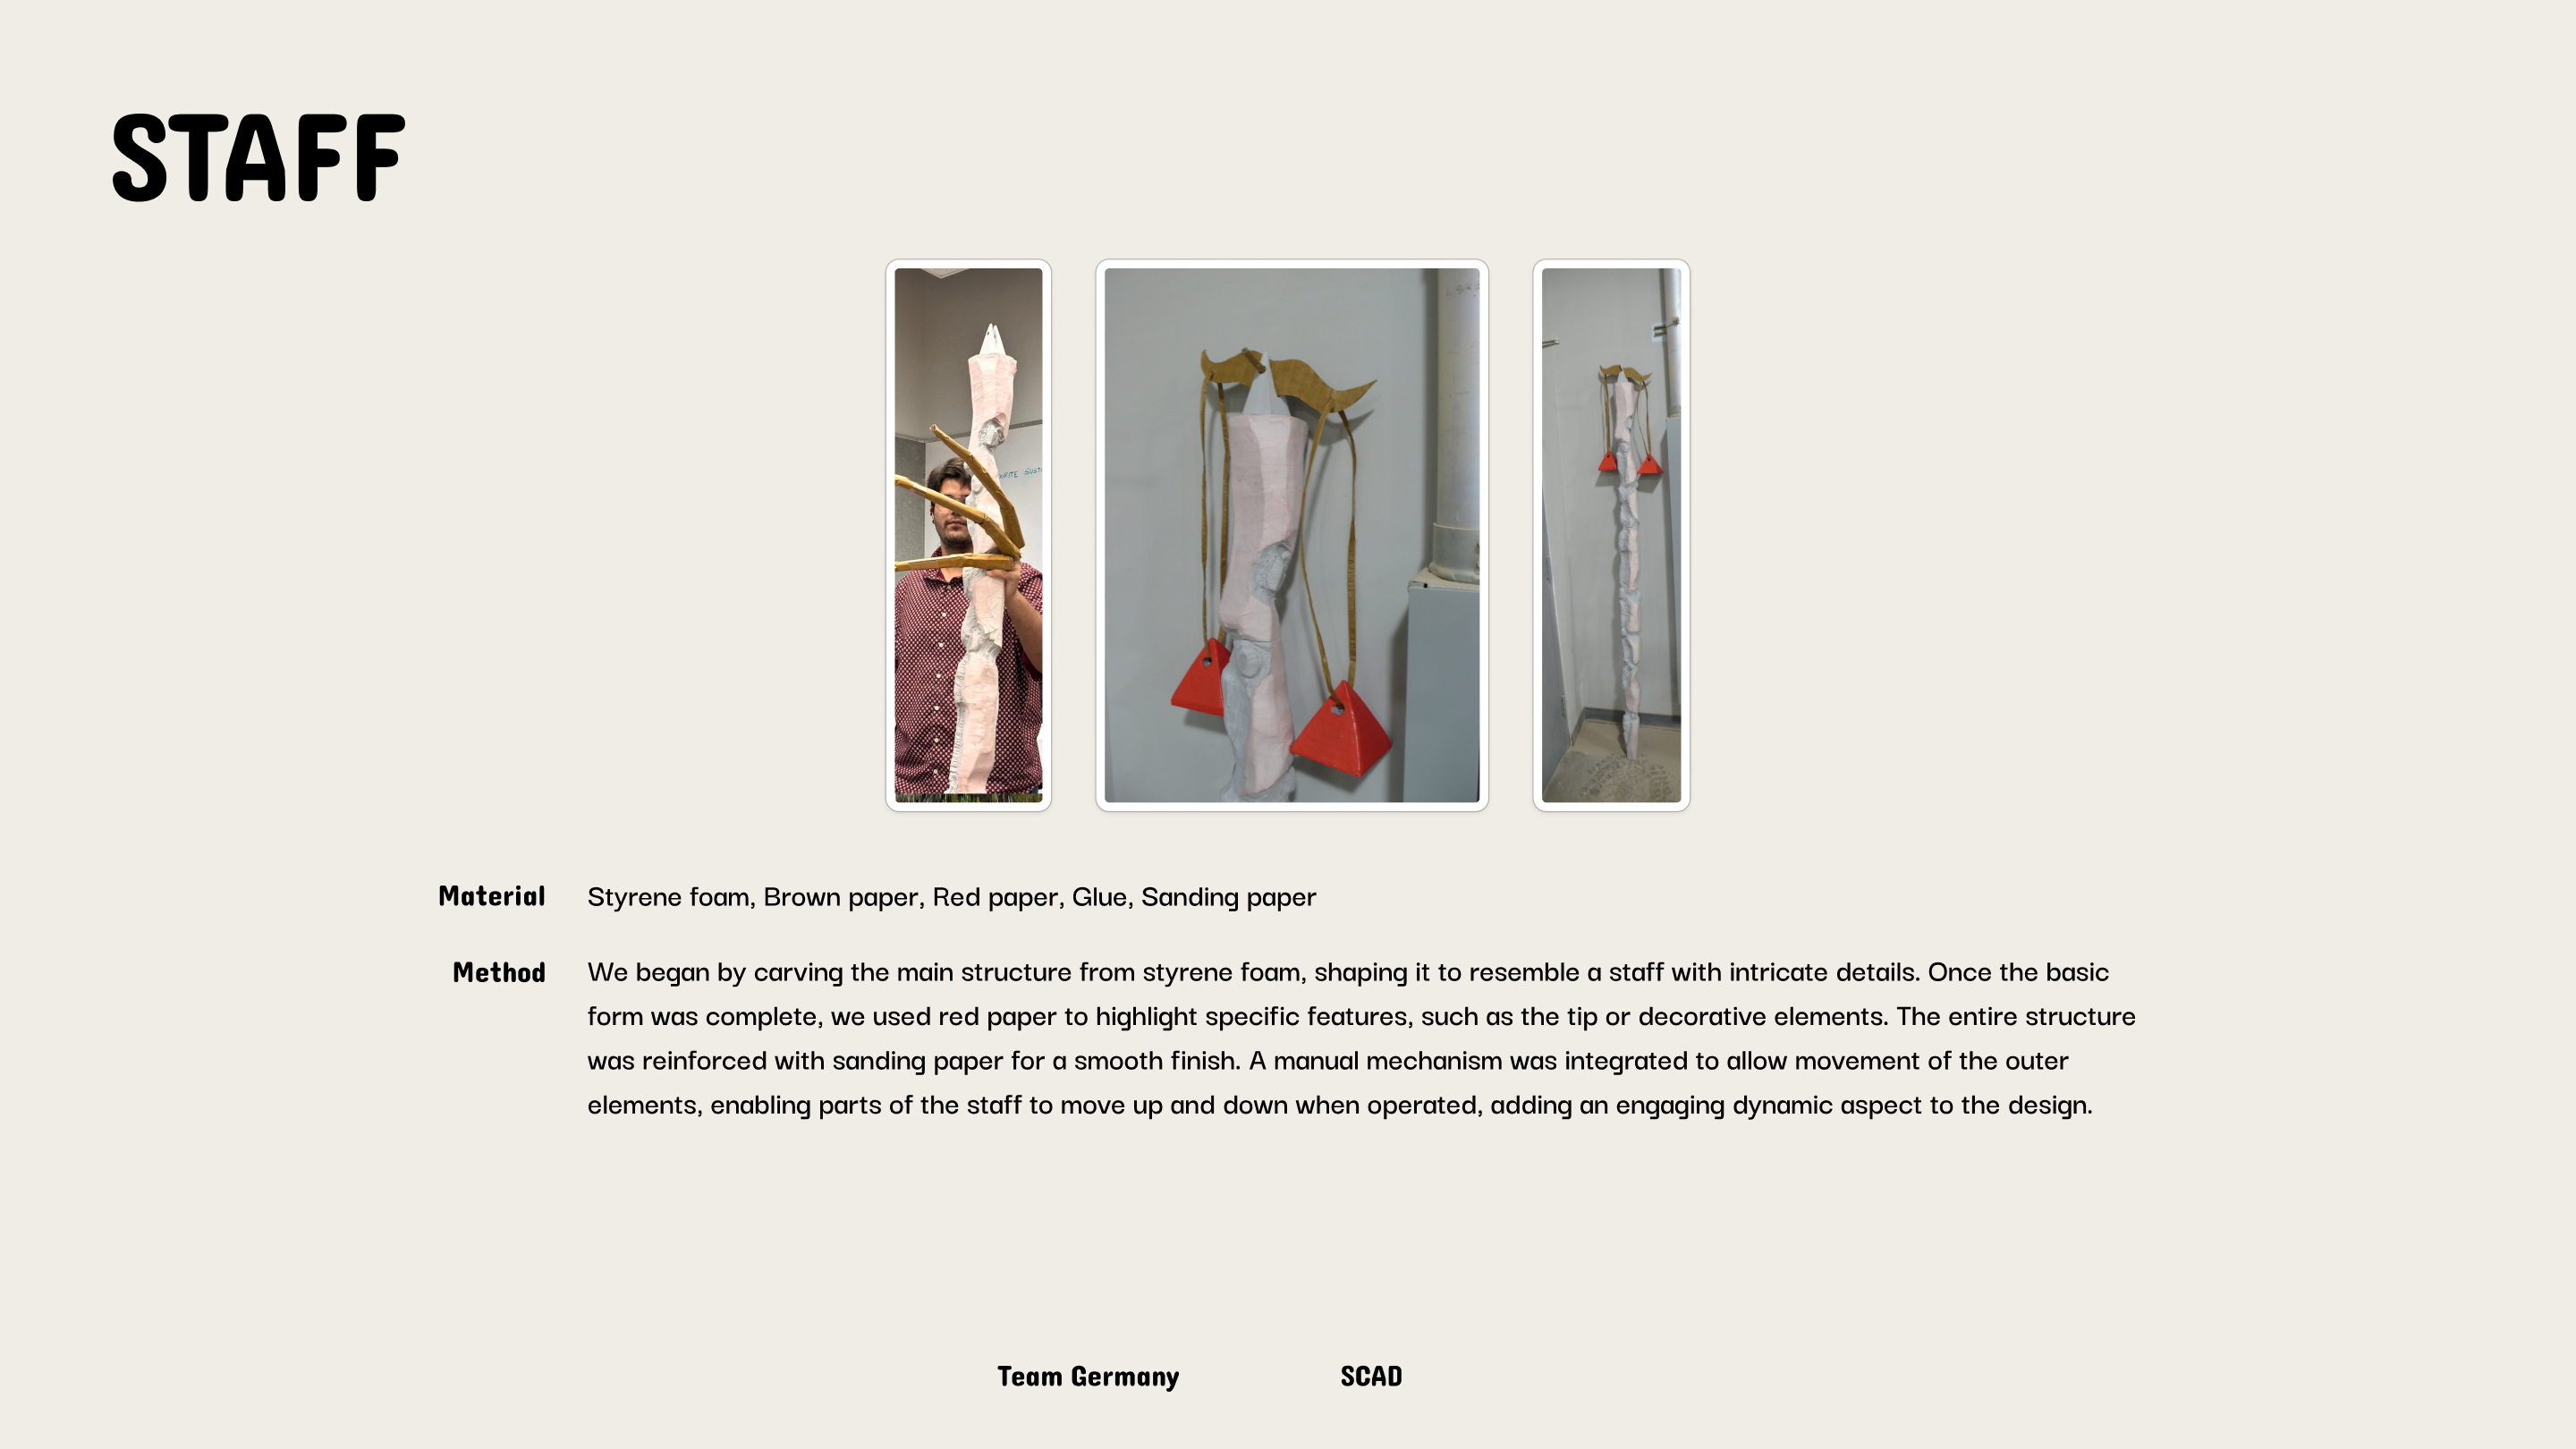 STAFF
Material
Styrene foam, Brown paper, Red paper, Glue, Sanding paper
Method
We began by carving the main structure from styrene foam, shaping it to resemble a staff with intricate details. Once the basic
form was complete, we used red paper to highlight specific features, such as the tip or decorative elements. The entire structure
was reinforced with sanding paper for a smooth finish. A manual mechanism was integrated to allow movement of the outer
elements, enabling parts of the staff to move up and down when operated, adding an engaging dynamic aspect to the design.
Team Germany
SCAD